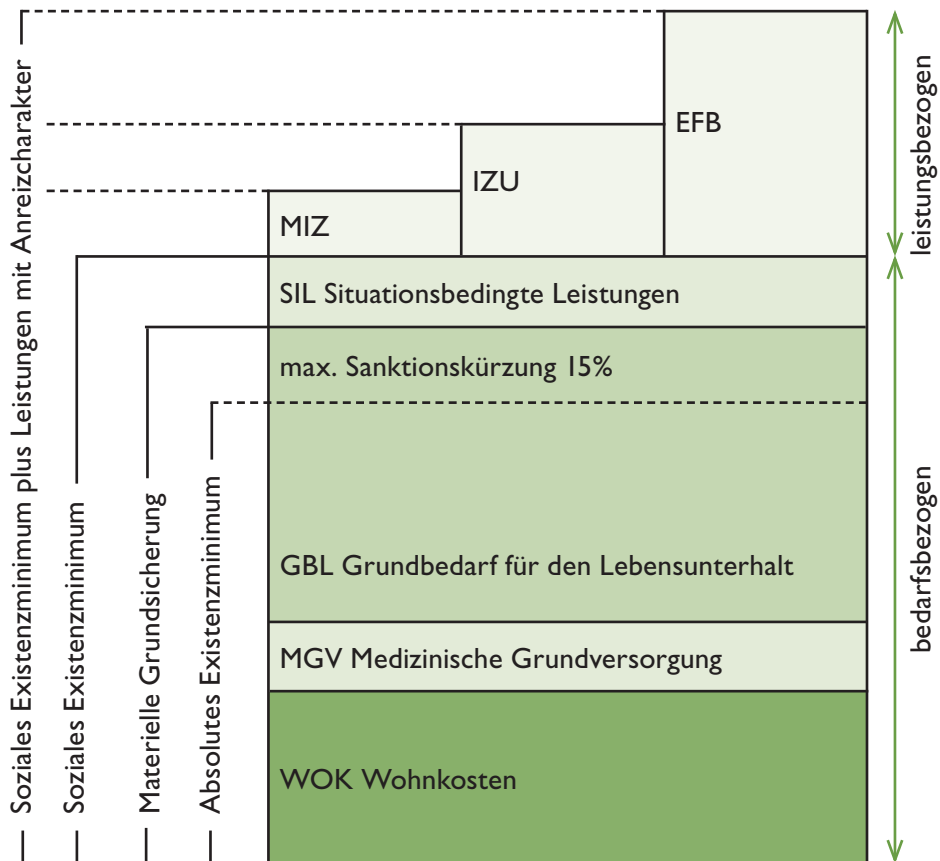 Soziales Existenzminimum plus Leistungen mit Anreizcharakter
Soziales Existenzminimum
Materielle Grundsicherung
Absolutes Existenzminimum
EFB
IZU
MIZ
SIL Situationsbedingte Leistungen
max. Sanktionskürzung 15%
GBL Grundbedarf für den Lebensunterhalt
MGV Medizinische Grundversorgung
WOK Wohnkosten
leistungsbezogen
bedarfsbezogen